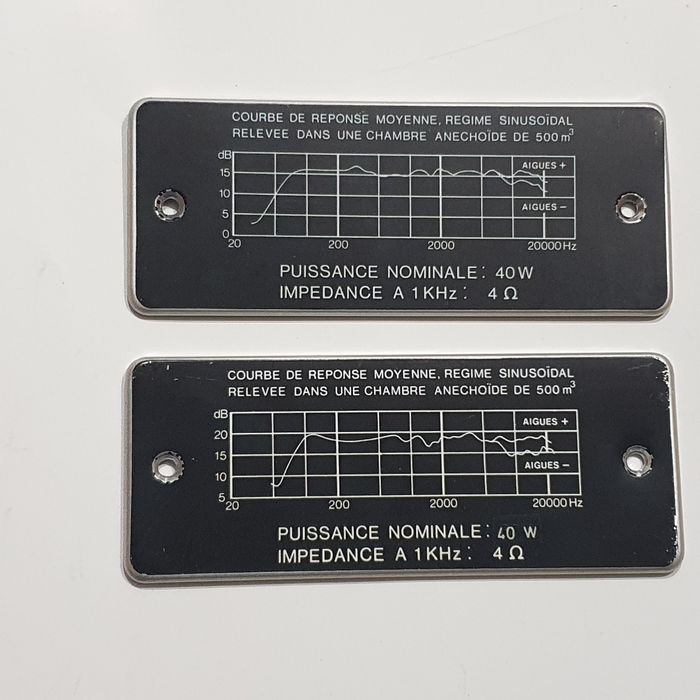 COURBE DE REPONSE MOYENNE, REGIME SINUSOÏDAL
RELEVEE DANS UNE CHAMBRE ANECHOÏDE DE 500 m³
dB
15
AIGUES +
10
AIGUES –
5
0
20 200 2000 20000 Hz
PUISSANCE NOMINALE: 40 W
IMPEDANCE A 1 KHz: 4 Ω
COURBE DE REPONSE MOYENNE, REGIME SINUSOÏDAL
RELEVEE DANS UNE CHAMBRE ANECHOÏDE DE 500 m³
dB
AIGUES +
20
15
AIGUES –
10
5
20 200 2000 20000 Hz
PUISSANCE NOMINALE: 40 W
IMPEDANCE A 1 KHz: 4 Ω